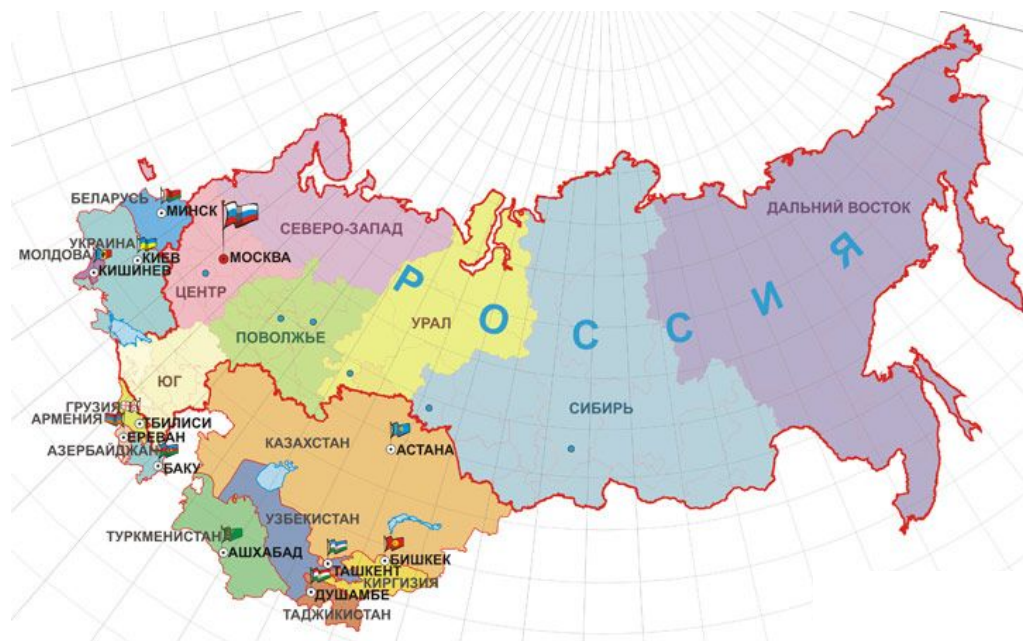 БЕЛАРУСЬ
МИНСК
УКРАИНА
КИЕВ
МОЛДОВА
КИШИНЕВ
СЕВЕРО-ЗАПАД
МОСКВА
ЦЕНТР
ДАЛЬНИЙ ВОСТОК
РОССИЯ
УРАЛ
ПОВОЛЖЬЕ
ЮГ
СИБИРЬ
ГРУЗИЯ
ТБИЛИСИ
АРМЕНИЯ
ЕРЕВАН
АЗЕРБАЙДЖАН
БАКУ
КАЗАХСТАН
АСТАНА
УЗБЕКИСТАН
ТУРКМЕНИСТАН
АШХАБАД
БИШКЕК
ТАШКЕНТ
КИРГИЗИЯ
ДУШАМБЕ
ТАДЖИКИСТАН